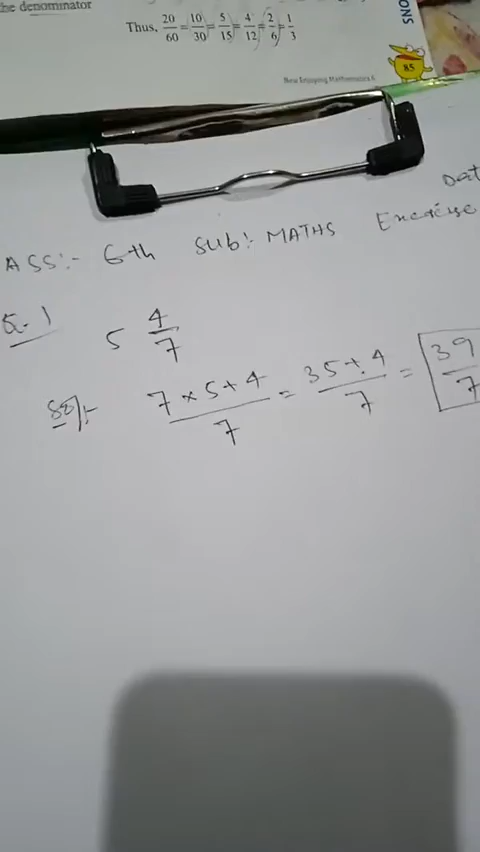 the denominator
Thus, 20/60 = 10/30 = 5/15 = 4/12 = 2/6 = 1/3
ONS
85
New Enjoying Mathematics 6
Dat
ASS:- 6th SUB:- MATHS Exercise
Q.1 5 4/7
Sol:- 7 × 5 + 4/7 = 35 + 4/7 = 39/7